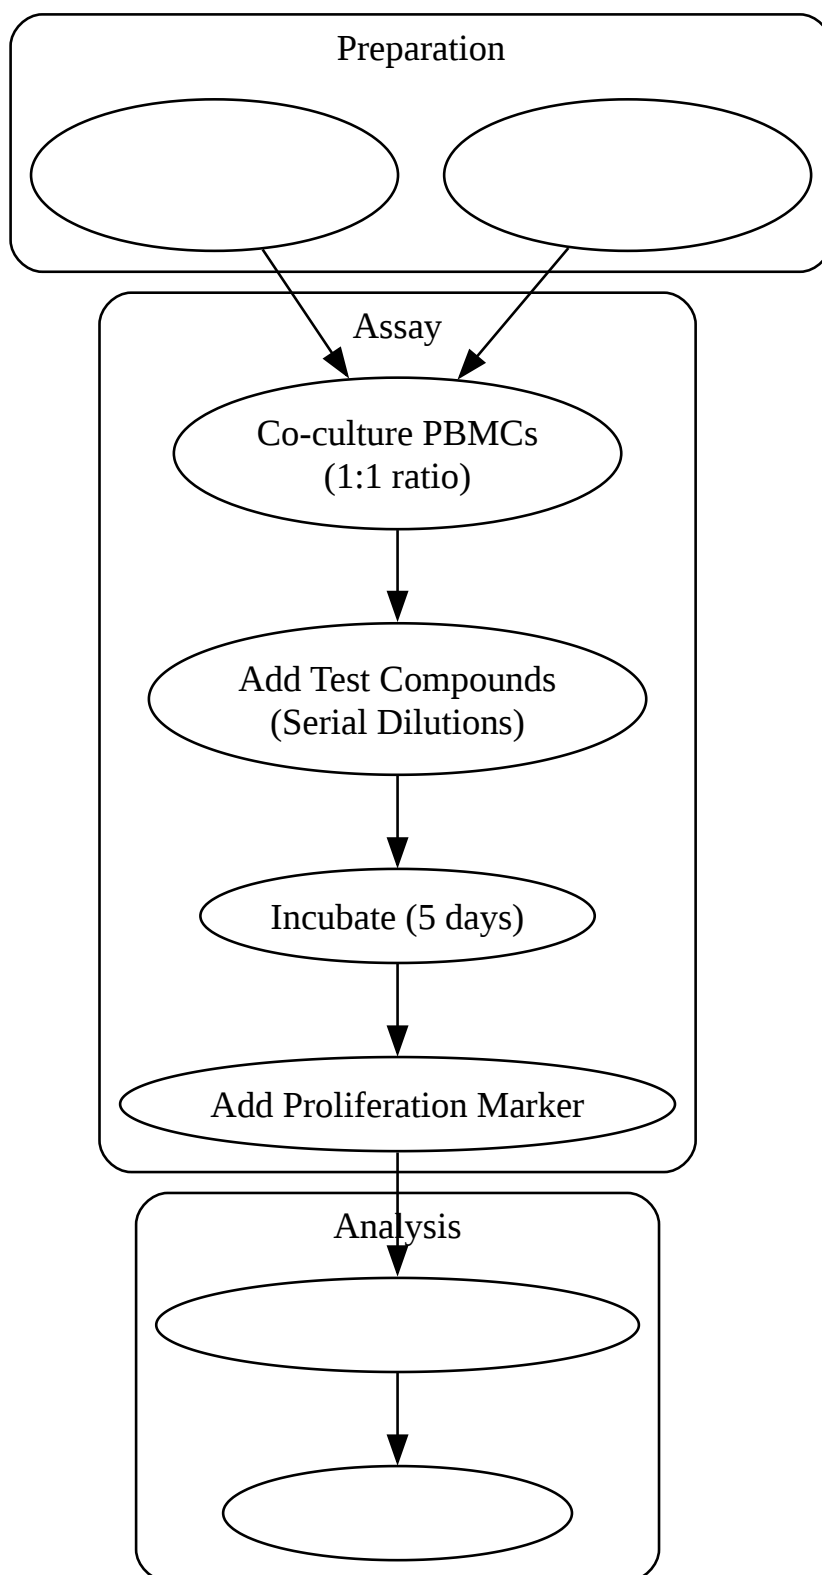 Preparation
Assay
Co-culture PBMCs
(1:1 ratio)
Add Test Compounds
(Serial Dilutions)
Incubate (5 days)
Add Proliferation Marker
Analysis